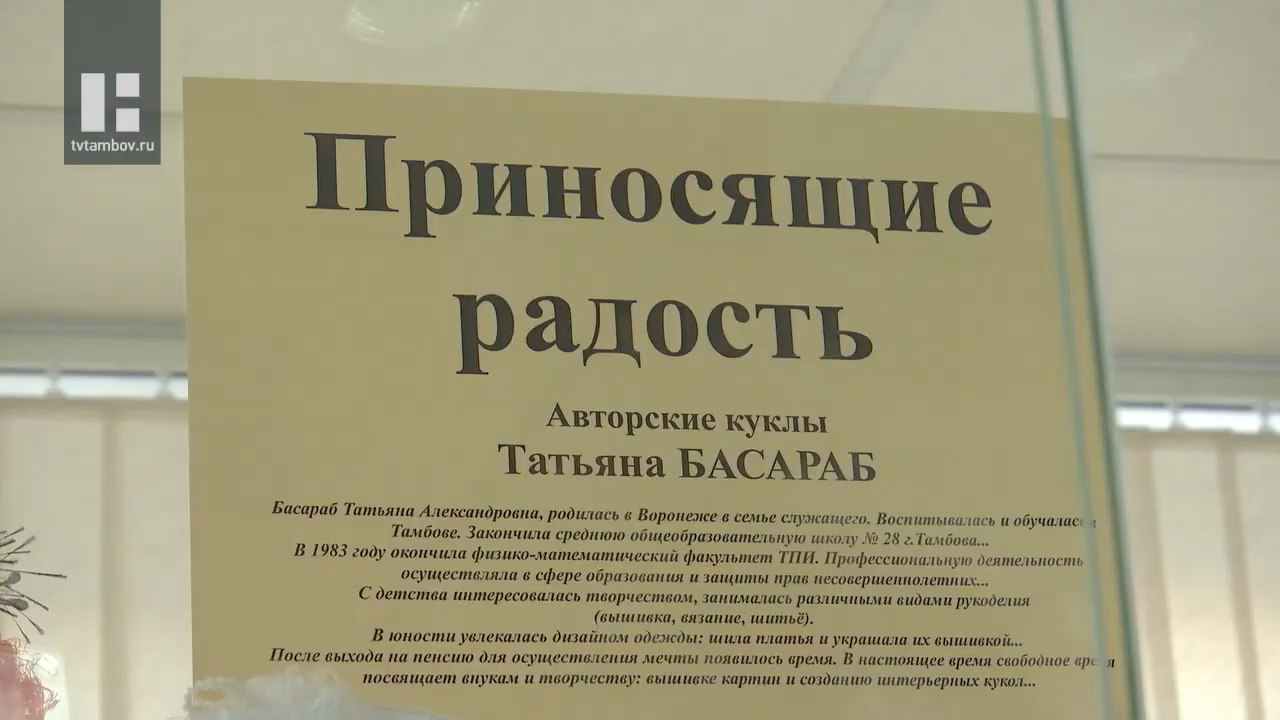 tvtambov.ru
Приносящие
радость
Авторские куклы
Татьяна БАСАРАБ
Басараб Татьяна Александровна, родилась в Воронеже в семье служащего. Воспитывалась и обучалась в
Тамбове. Закончила среднюю общеобразовательную школу № 28 г.Тамбова...
В 1983 году окончила физико-математический факультет ТПИ. Профессиональную деятельность
осуществляла в сфере образования и защиты прав несовершеннолетних...
С детства интересовалась творчеством, занималась различными видами рукоделия
(вышивка, вязание, шитьё).
В юности увлекалась дизайном одежды: шила платья и украшала их вышивкой...
После выхода на пенсию для осуществления мечты появилось время. В настоящее время свободное время
посвящает внукам и творчеству: вышивке картин и созданию интерьерных кукол...